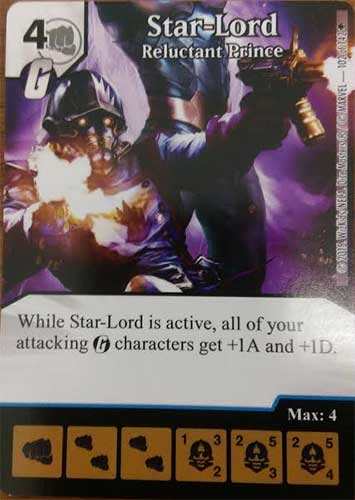 4
Star-Lord
Reluctant Prince
G
While Star-Lord is active, all of your
attacking G characters get +1A and +1D.
Max: 4
1 3 2
2 5 3
2 5 4